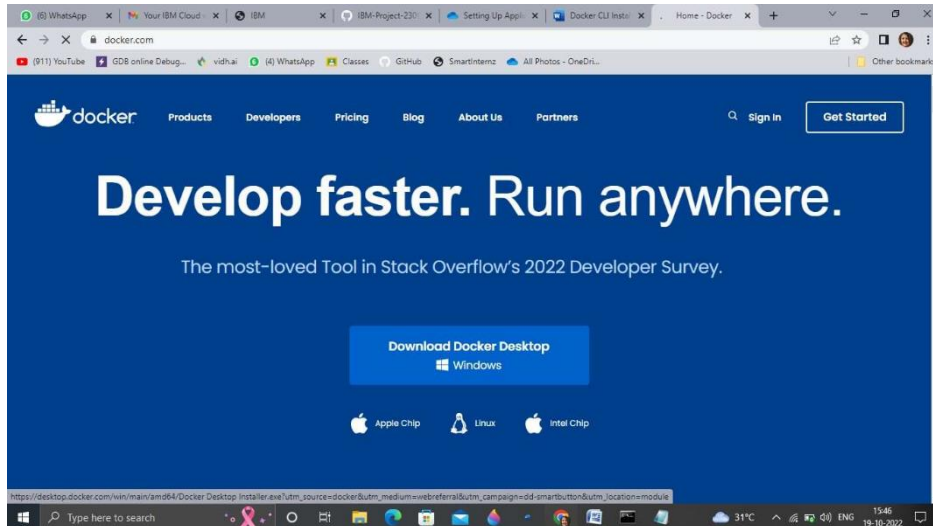 (6) WhatsApp
Your IBM Cloud
IBM
IBM-Project-230
Setting Up Appli
Docker CLI Instal
Home - Docker
docker.com
(911) YouTube
GDB online Debug...
vidh.ai
(4) WhatsApp
Classes
GitHub
SmartInternz
All Photos - OneDri...
Other bookmark
docker
Products
Developers
Pricing
Blog
About Us
Partners
Sign In
Get Started
Develop faster. Run anywhere.
The most-loved Tool in Stack Overflow's 2022 Developer Survey.
Download Docker Desktop
Windows
Apple Chip
Linux
Intel Chip
https://desktop.docker.com/win/main/amd64/Docker Desktop Installer.exe?utm_source=docker&utm_medium=webreferral&utm_campaign=dd-smartbutton&utm_location=module
Type here to search
31°C
ENG
15:46
19-10-2022